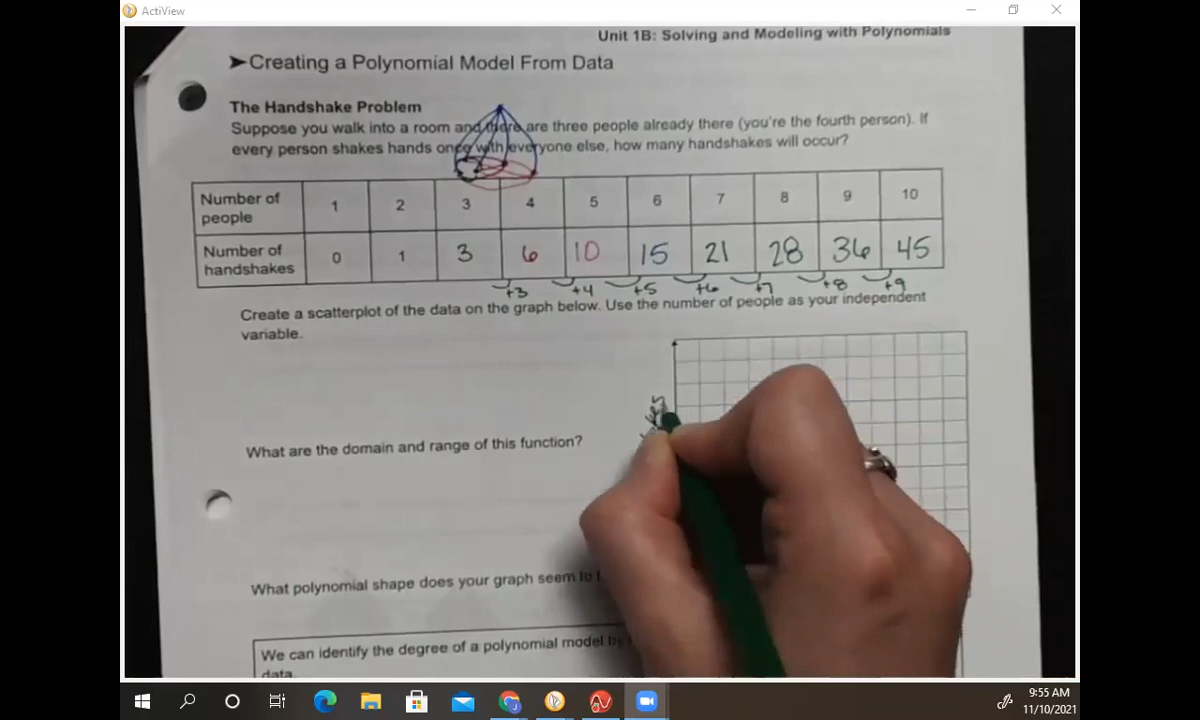 ActiView
Unit 1B: Solving and Modeling with Polynomials
➤Creating a Polynomial Model From Data
The Handshake Problem
Suppose you walk into a room and there are three people already there (you're the fourth person). If
every person shakes hands once with everyone else, how many handshakes will occur?
Number of people 1 2 3 4 5 6 7 8 9 10
Number of handshakes 0 1 3 6 10 15 21 28 36 45
+3 +4 +5 +6 +7 +8 +9
Create a scatterplot of the data on the graph below. Use the number of people as your independent
variable.
What are the domain and range of this function?
What polynomial shape does your graph seem to
We can identify the degree of a polynomial model by
data.
9:55 AM
11/10/2021